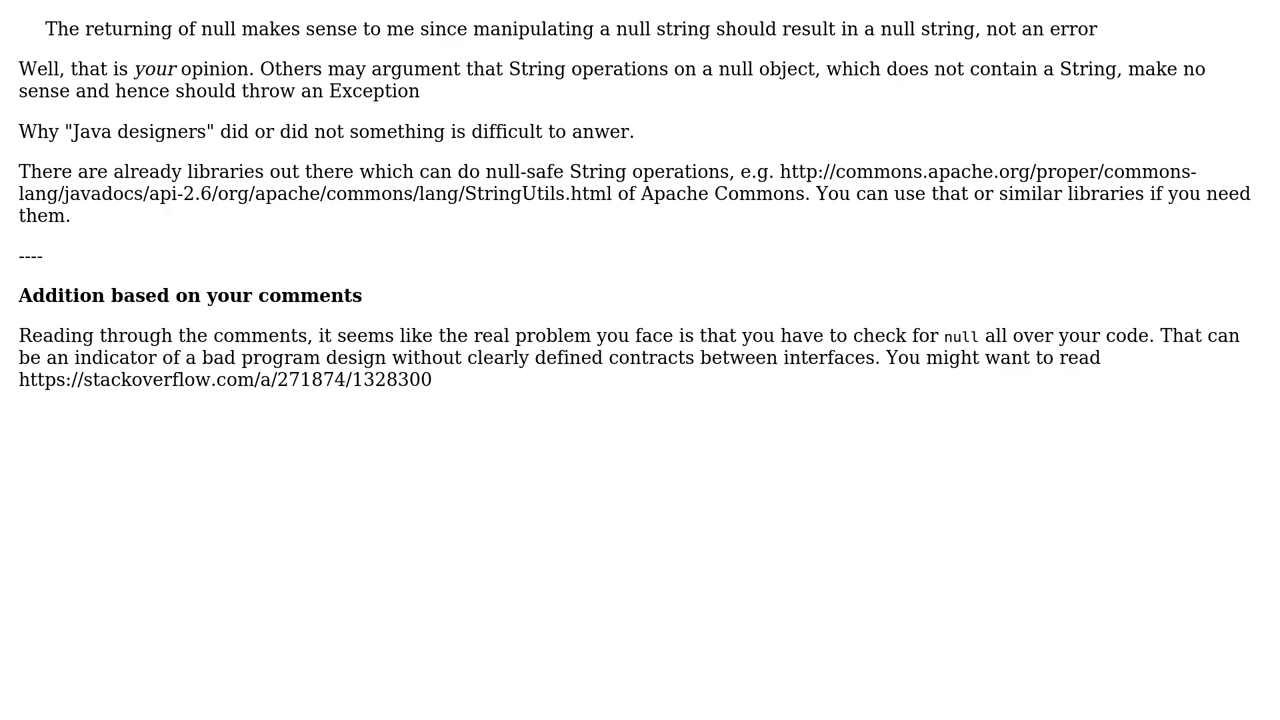 The returning of null makes sense to me since manipulating a null string should result in a null string, not an error
Well, that is your opinion. Others may argument that String operations on a null object, which does not contain a String, make no
sense and hence should throw an Exception
Why "Java designers" did or did not something is difficult to anwer.
There are already libraries out there which can do null-safe String operations, e.g. http://commons.apache.org/proper/commons-
lang/javadocs/api-2.6/org/apache/commons/lang/StringUtils.html of Apache Commons. You can use that or similar libraries if you need
them.
----
Addition based on your comments
Reading through the comments, it seems like the real problem you face is that you have to check for null all over your code. That can
be an indicator of a bad program design without clearly defined contracts between interfaces. You might want to read
https://stackoverflow.com/a/271874/1328300